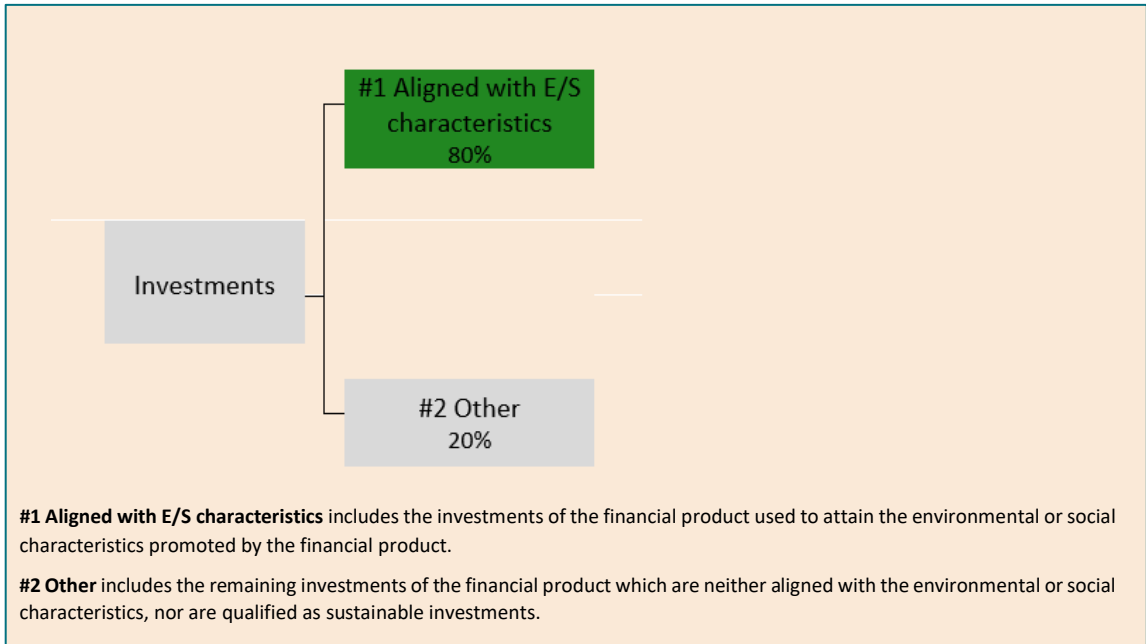 #1 Aligned with E/S
characteristics
80%
Investments
#2 Other
20%
#1 Aligned with E/S characteristics includes the investments of the financial product used to attain the environmental or social
characteristics promoted by the financial product.
#2 Other includes the remaining investments of the financial product which are neither aligned with the environmental or social
characteristics, nor are qualified as sustainable investments.